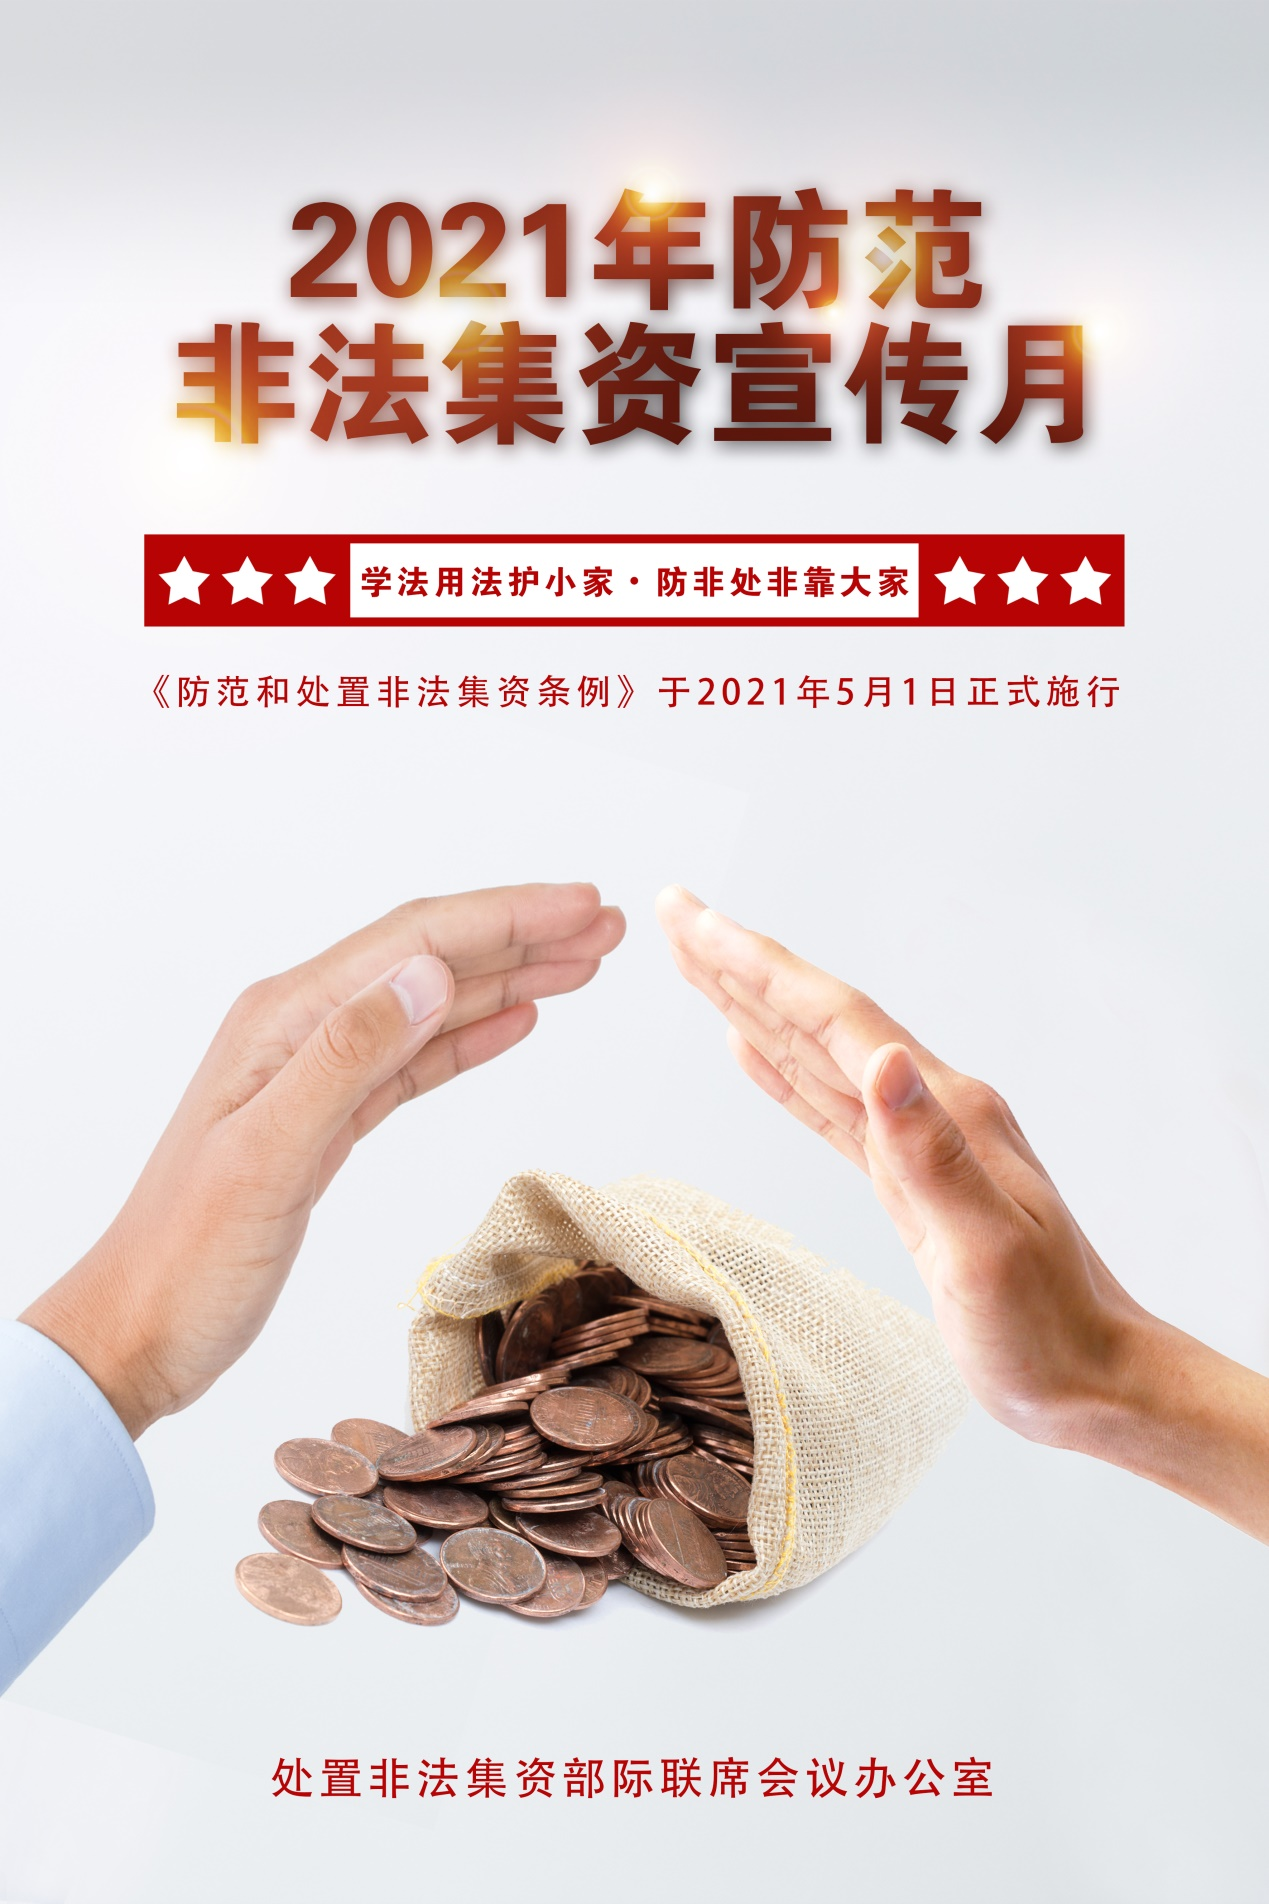 2021年防范
非法集资宣传月
学法用法护小家·防非处非靠大家
《防范和处置非法集资条例》于2021年5月1日正式施行
处置非法集资部际联席会议办公室